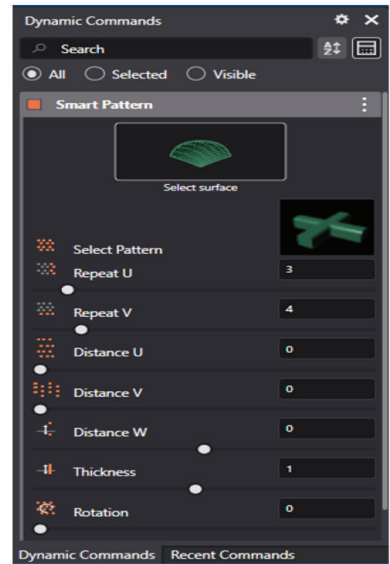 Dynamic Commands
Search
All Selected Visible
Smart Pattern
Select surface
Select Pattern
Repeat U 3
Repeat V 4
Distance U 0
Distance V 0
Distance W 0
Thickness 1
Rotation 0
Dynamic Commands Recent Commands